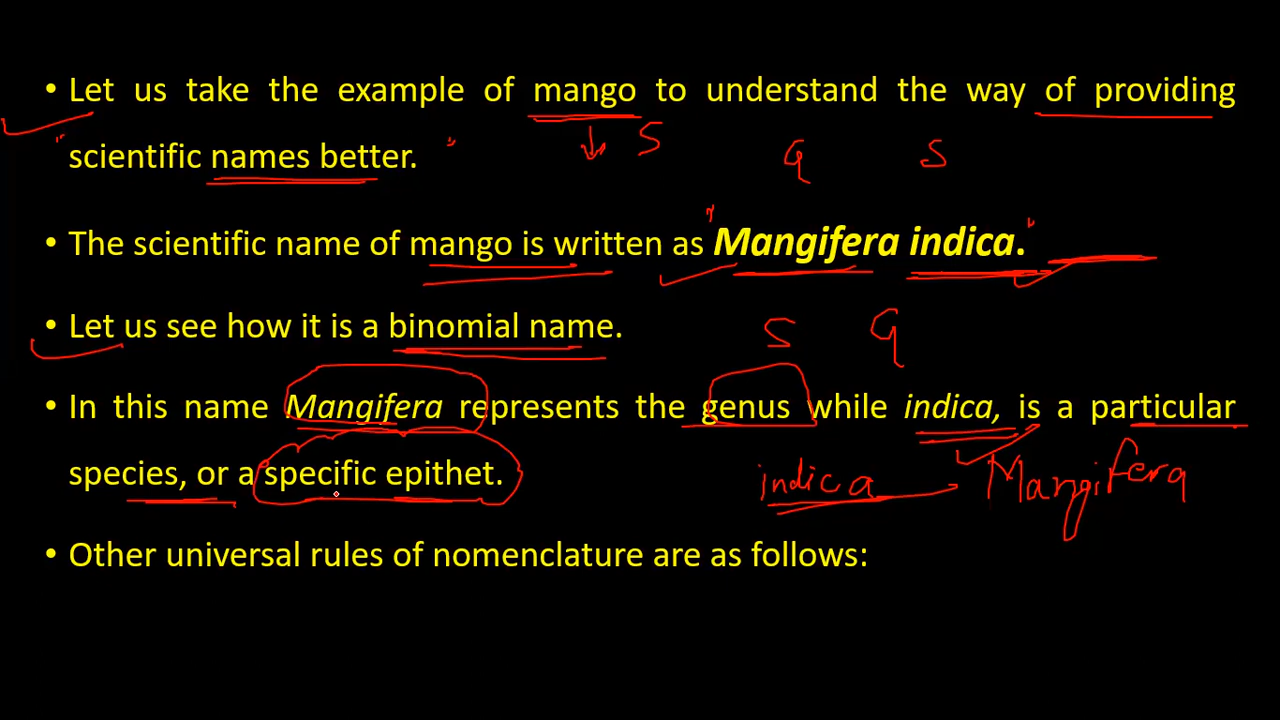 • Let us take the example of mango to understand the way of providing
scientific names better.
S
G S
• The scientific name of mango is written as Mangifera indica.
• Let us see how it is a binomial name.
S G
• In this name Mangifera represents the genus while indica, is a particular
species, or a specific epithet.
indica Mangifera
• Other universal rules of nomenclature are as follows: